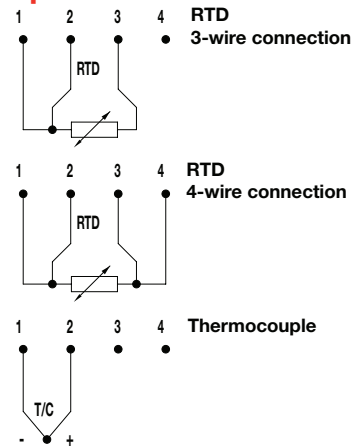 1 2 3 4 RTD
3-wire connection
RTD
1 2 3 4 RTD
4-wire connection
RTD
1 2 3 4 Thermocouple
T/C
- +